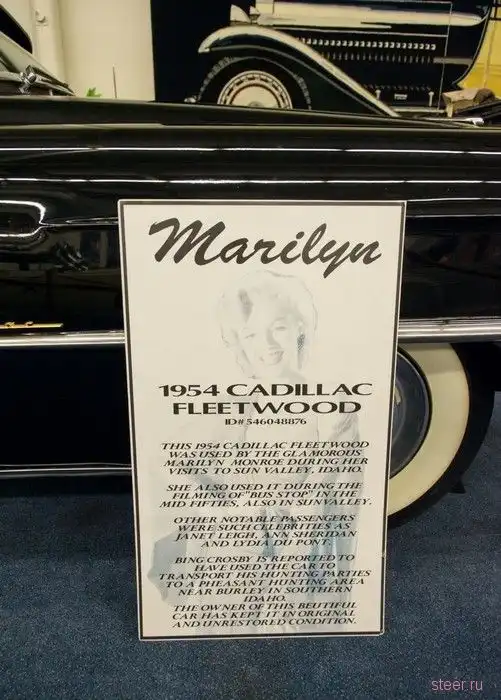 Marilyn
1954 CADILLAC
FLEETWOOD
ID# 546048876
THIS 1954 CADILLAC FLEETWOOD
WAS USED BY THE GLAMOROUS
MARILYN MONROE DURING HER
VISITS TO SUN VALLEY, IDAHO.
SHE ALSO USED IT DURING THE
FILMING OF "BUS STOP" IN THE
MID FIFTIES, ALSO IN SUNVALLEY.
OTHER NOTABLE PASSENGERS
WERE SUCH CELEBRITIES AS
JANET LEIGH, ANN SHERIDAN
AND LYDIA DU PONT.
BING CROSBY IS REPORTED TO
HAVE USED THE CAR TO
TRANSPORT HIS HUNTING PARTIES
TO A PHEASANT HUNTING AREA
NEAR BURLEY IN SOUTHERN
IDAHO.
THE OWNER OF THIS BEUTIFUL
CAR HAS KEPT IT IN ORIGINAL
AND UNRESTORED CONDITION.
steer.ru